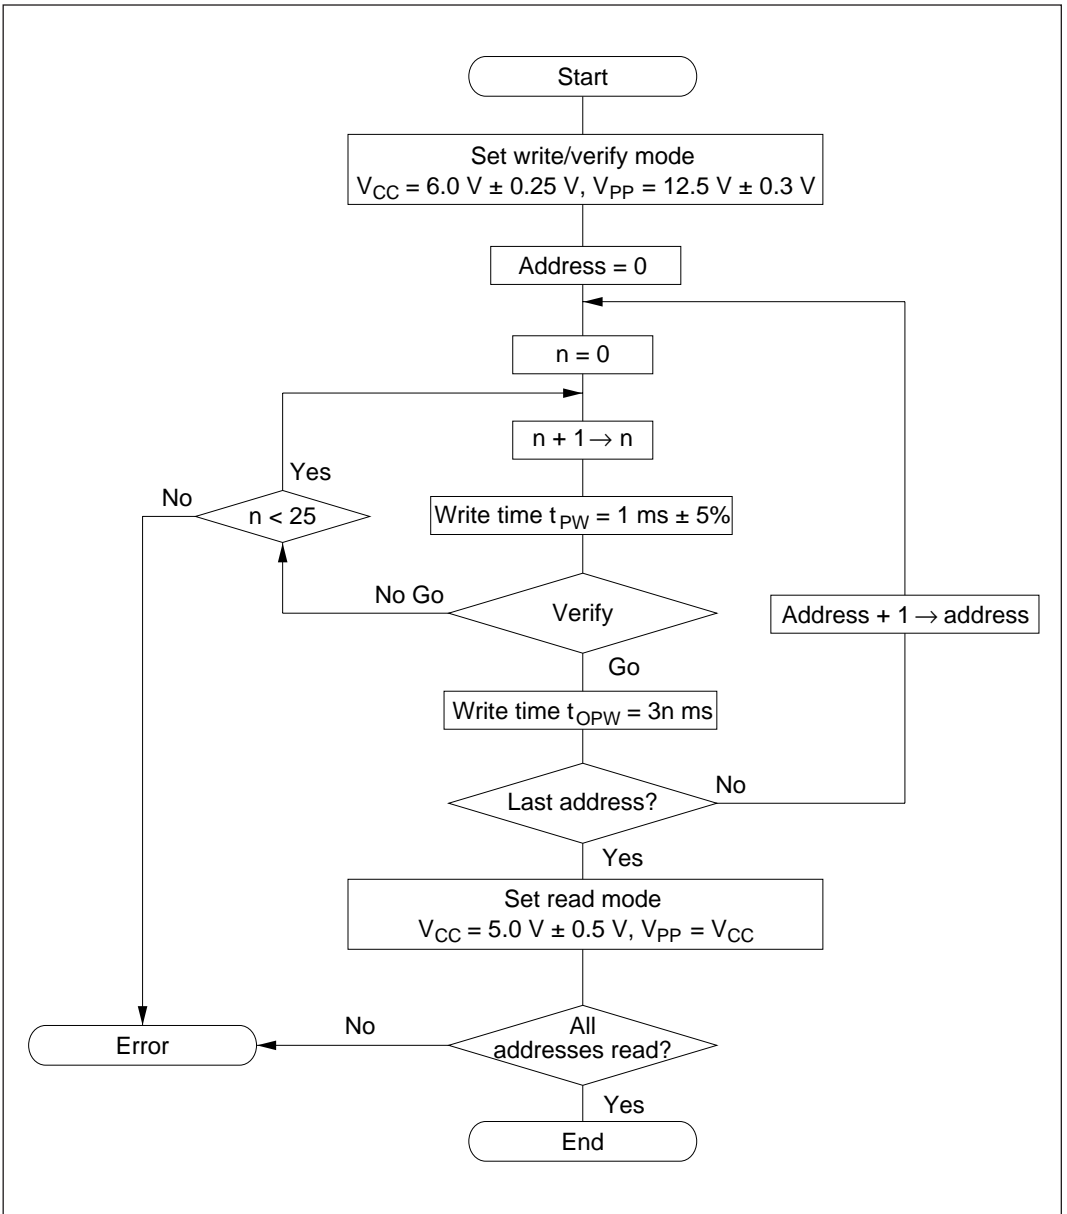 Start
Set write/verify mode
VCC = 6.0 V ± 0.25 V, VPP = 12.5 V ± 0.3 V
Address = 0
n = 0
n + 1 → n
Yes
No
n < 25
Write time tPW = 1 ms ± 5%
No Go
Verify
Address + 1 → address
Go
Write time tOPW = 3n ms
Last address?
No
Yes
Set read mode
VCC = 5.0 V ± 0.5 V, VPP = VCC
All
addresses read?
No
Error
Yes
End